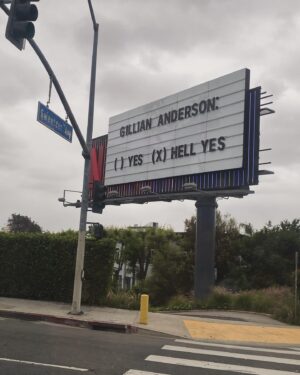 GILLIAN ANDERSON:
( ) YES (X) HELL YES